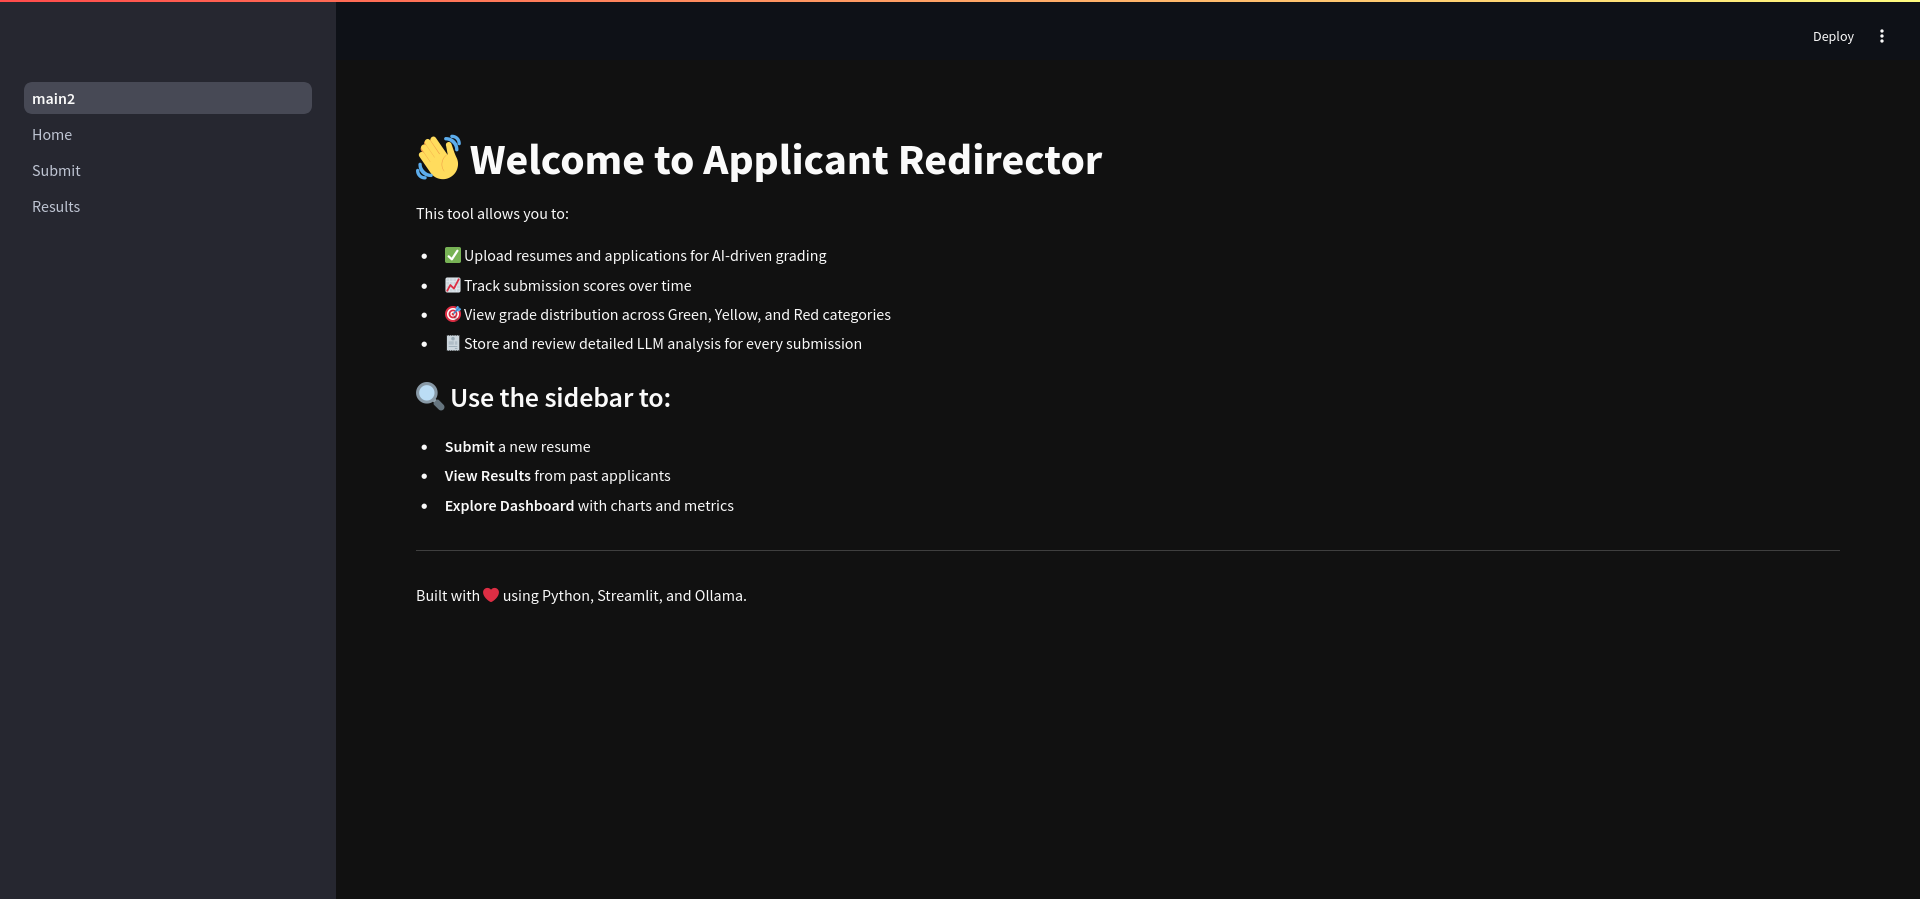 Deploy
main2
Home
Submit
Results
👋 Welcome to Applicant Redirector
This tool allows you to:
• ✅ Upload resumes and applications for AI-driven grading
• 📈 Track submission scores over time
• 🎯 View grade distribution across Green, Yellow, and Red categories
• 🧾 Store and review detailed LLM analysis for every submission
🔍 Use the sidebar to:
• Submit a new resume
• View Results from past applicants
• Explore Dashboard with charts and metrics
Built with ❤️ using Python, Streamlit, and Ollama.